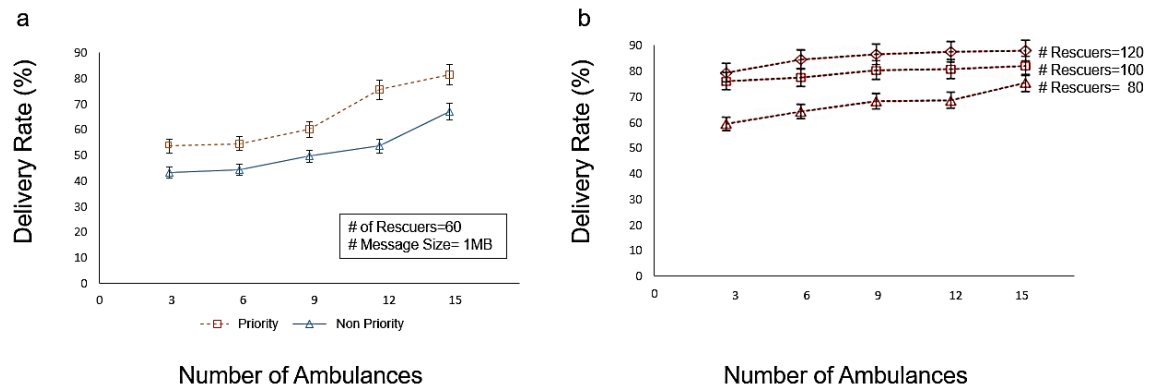 a
Delivery Rate (%)
90
80
70
60
50
40
30
20
10
0
0 3 6 9 12 15
# of Rescuers=60
# Message Size= 1MB
Priority Non Priority
Number of Ambulances
b
Delivery Rate (%)
90
80
70
60
50
40
30
20
10
0
0 3 6 9 12 15
# Rescuers=120
# Rescuers=100
# Rescuers= 80
Number of Ambulances